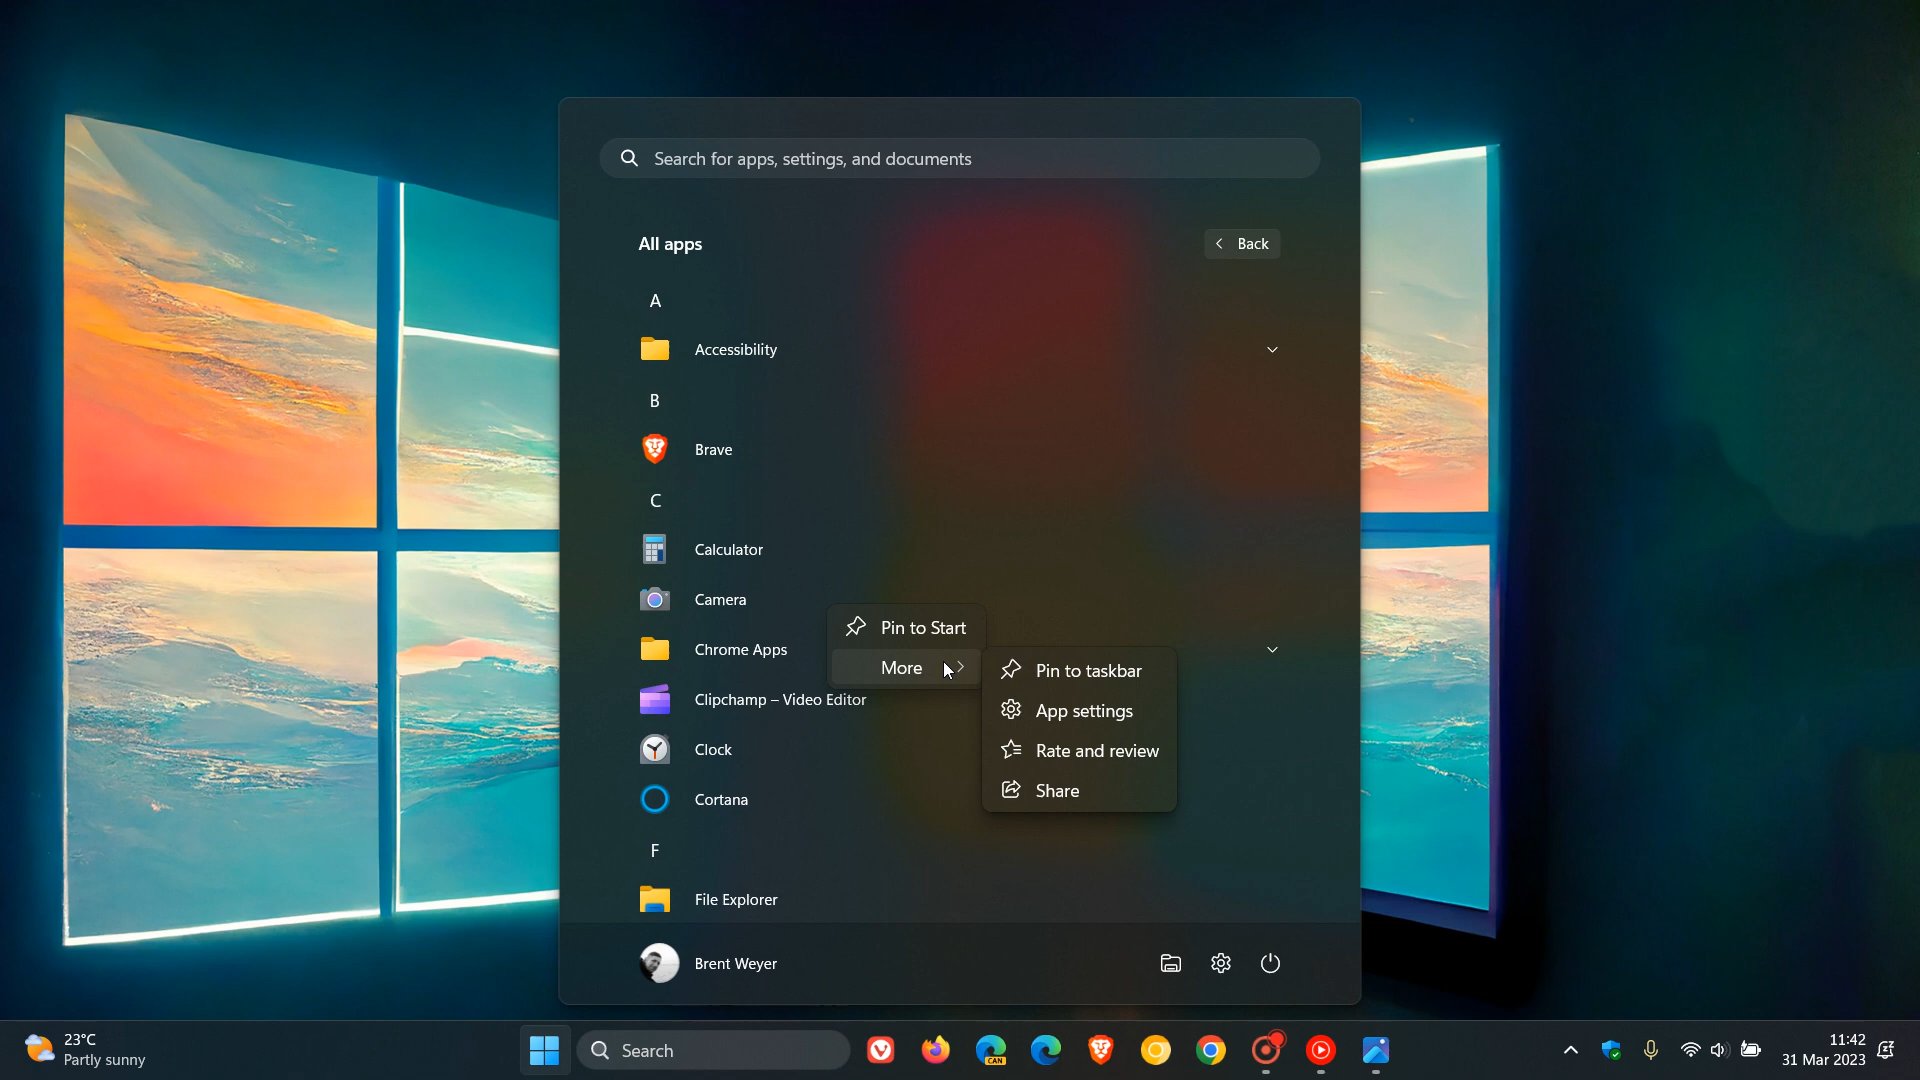 Search for apps, settings, and documents
All apps
Back
A
Accessibility
B
Brave
C
Calculator
Camera
Pin to Start
Chrome Apps
More
Pin to taskbar
Clipchamp – Video Editor
App settings
Clock
Rate and review
Cortana
Share
F
File Explorer
Brent Weyer
23°C
Partly sunny
Search
CAN
11:42
31 Mar 2023